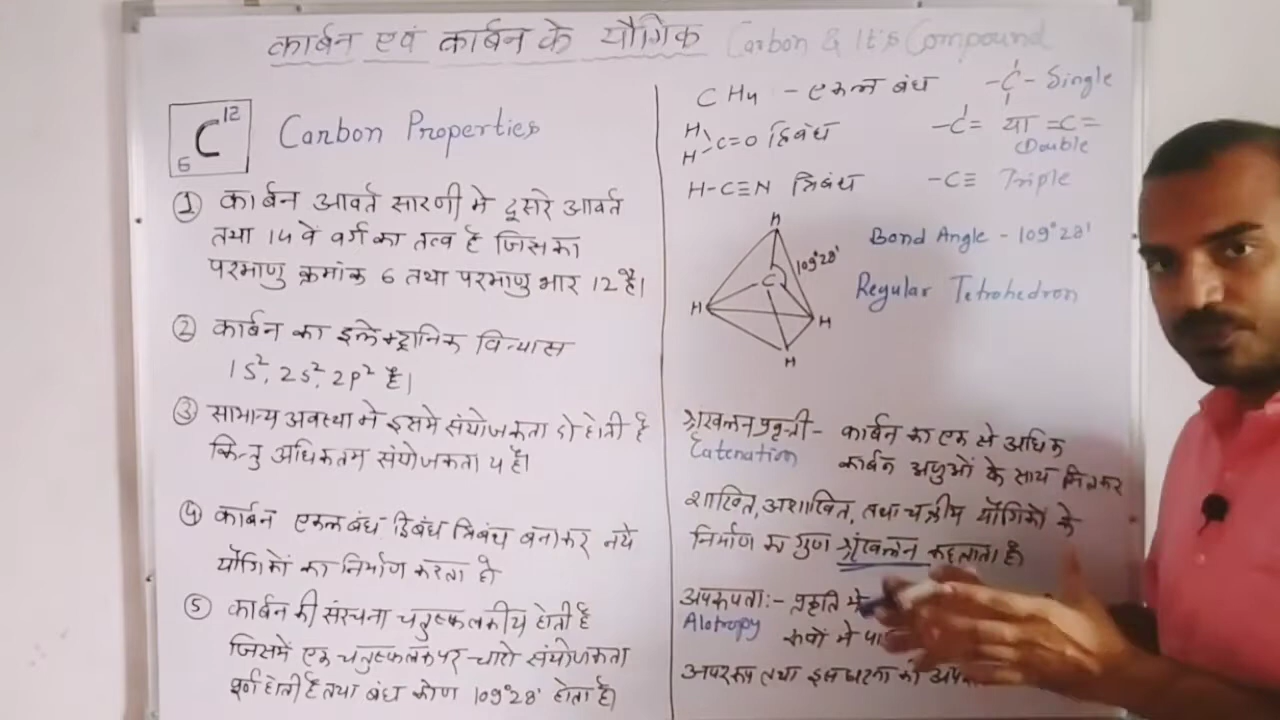 कार्बन एवं कार्बन के यौगिक Carbon & It's Compound
6 C 12 Carbon Properties
① कार्बन आवर्त सारणी मे दूसरे आवर्त
तथा 14 वे वर्ग का तत्व है जिसका
परमाणु क्रमांक 6 तथा परमाणु भार 12 है।
② कार्बन का इलेक्ट्रानिक विन्यास
1S², 2s², 2p² है।
③ सामान्य अवस्था मे इसमे संयोजकता दो होती है
किन्तु अधिकतम संयोजकता 4 है।
④ कार्बन एकल बंध, द्विबंध त्रिबंध बनाकर नये
यौगिकों का निर्माण करता है
⑤ कार्बन की संरचना चतुष्फलकीय होती है
जिसमें एक चतुष्फलक पर चारो संयोजकता
पूर्ण होती है तथा बंध कोण 109°28' होता है।
CH4 - एकल बंध -C- Single
H H C=O द्विबंध -C= या =C= Double
H-C≡N त्रिबंध -C≡ Triple
H
109°28'
C
H
H
H
Bond Angle - 109°28'
Regular Tetrohedron
श्रृंखलन प्रवृत्ती - कार्बन का एक से अधिक
Catenation कार्बन अणुओं के साथ मिलकर
शाखित, अशाखित, तथा चक्रीय यौगिकों के
निर्माण का गुण श्रृंखलन कहलाता है।
अपरूपता:- प्रकृति मे
Alotropy रूपों मे
अपररूप तथा इस घटना को